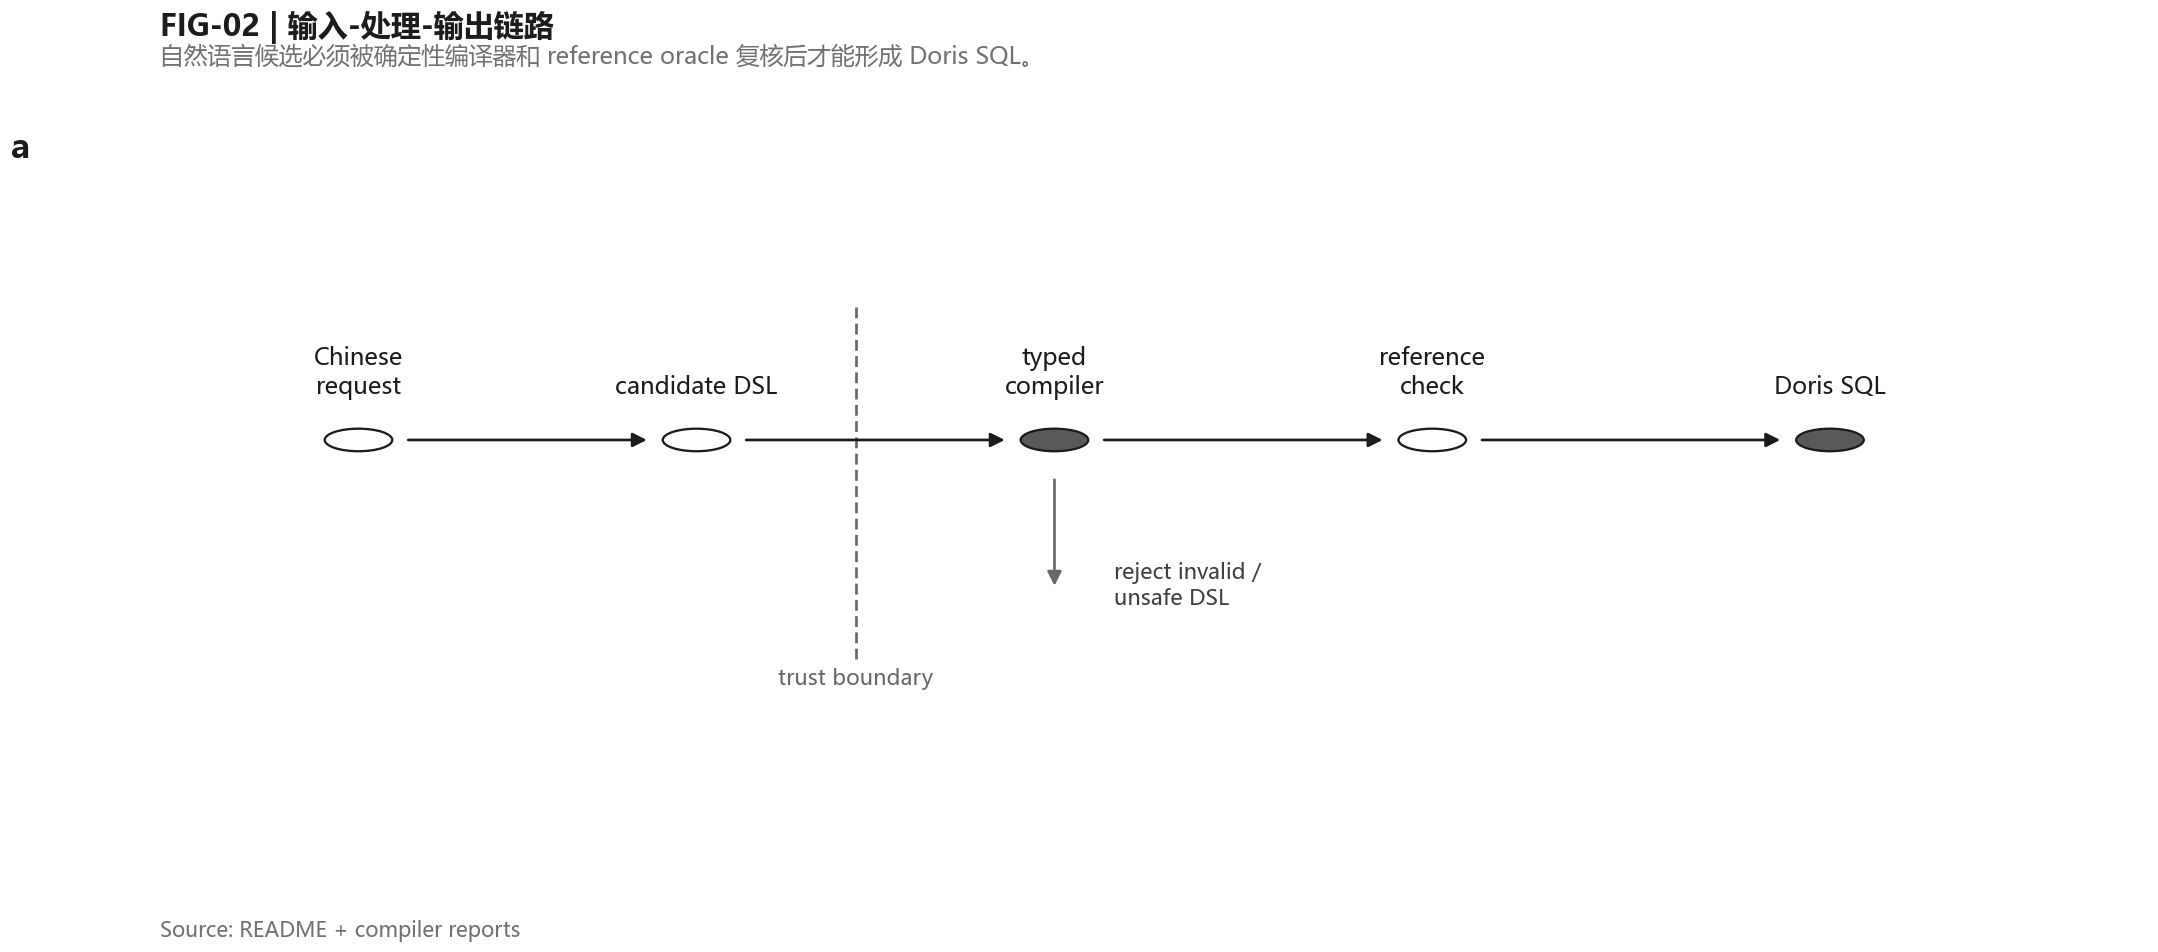 FIG-02 | 输入-处理-输出链路
自然语言候选必须被确定性编译器和 reference oracle 复核后才能形成 Doris SQL。
a
Chinese
request
candidate DSL
typed
compiler
reference
check
Doris SQL
reject invalid /
unsafe DSL
trust boundary
Source: README + compiler reports